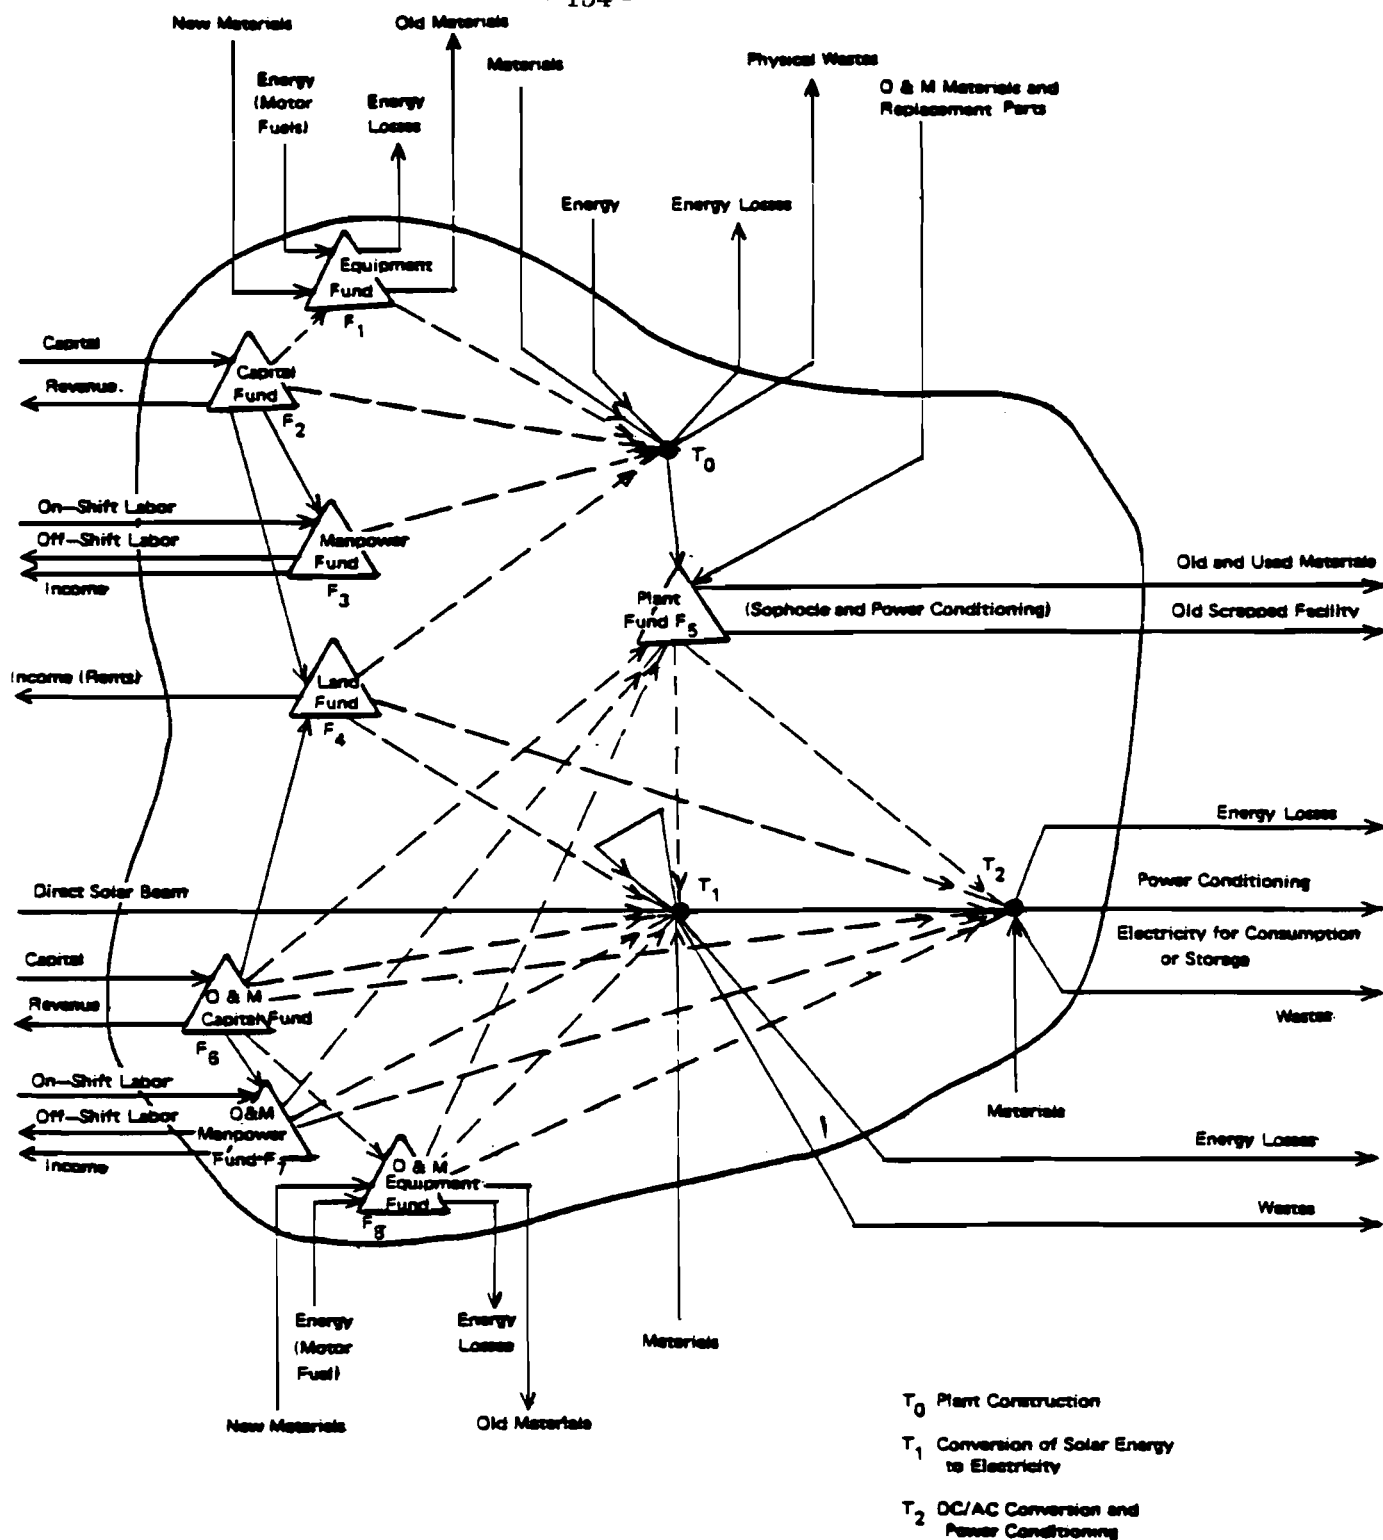 154 -
New Materials
Old Materials
Materials
Physical Wastes
Energy
(Motor
Fuels)
Energy
Losses
O & M Materials and
Replacement Parts
Energy
Energy Losses
Equipment
Fund
F1
Capital
Revenue.
Capital
Fund
F2
T0
On-Shift Labor
Off-Shift Labor
Income
Manpower
Fund
F3
Old and Used Materials
Plant
Fund F5
(Sophocle and Power Conditioning)
Old Scrapped Facility
Income (Rents)
Land
Fund
F4
Energy Losses
T2
Direct Solar Beam
T1
Power Conditioning
Electricity for Consumption
or Storage
Capital
Revenue
O & M
Capital Fund
F6
Wastes
On-Shift Labor
Off-Shift Labor
Income
O&M
Manpower
Fund F7
Materials
Energy Losses
O & M
Equipment
Fund
F8
Wastes
Energy
(Motor
Fuel)
Energy
Losses
Materials
New Materials
Old Materials
T0 Plant Construction
T1 Conversion of Solar Energy
to Electricity
T2 DC/AC Conversion and
Power Conditioning